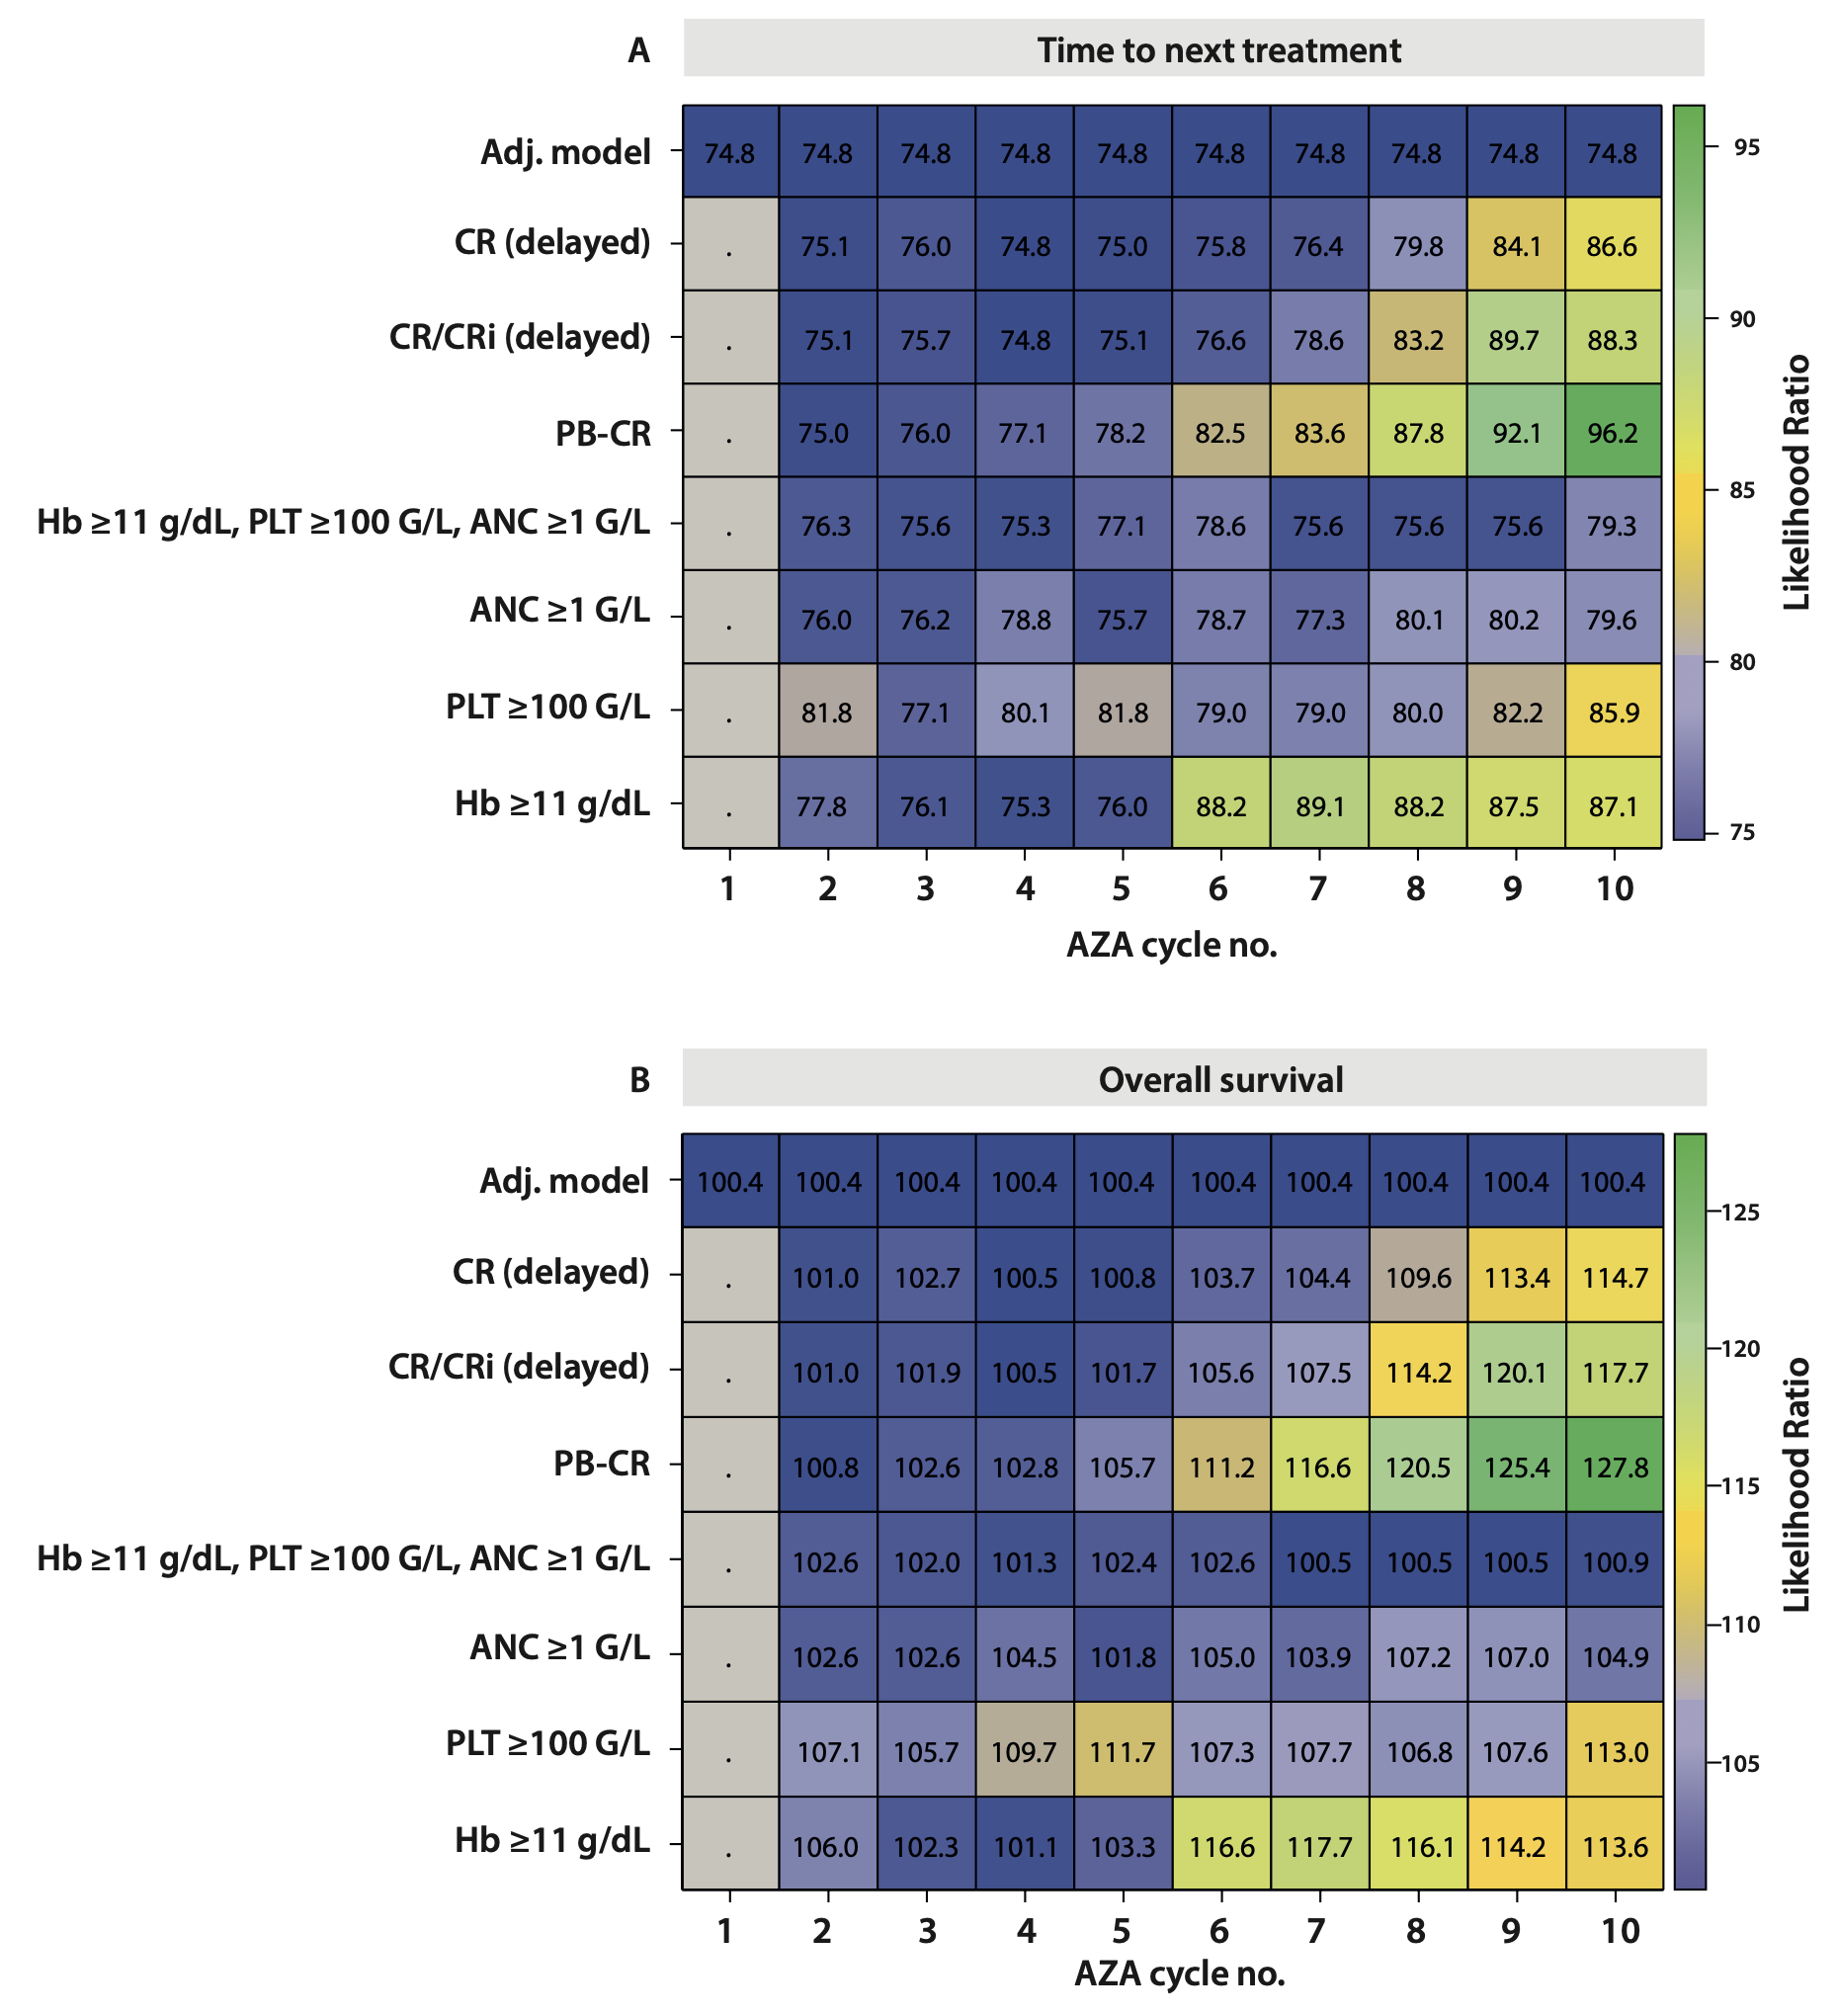 A Time to next treatment
Adj. model 74.8 74.8 74.8 74.8 74.8 74.8 74.8 74.8 74.8 74.8
CR (delayed) . 75.1 76.0 74.8 75.0 75.8 76.4 79.8 84.1 86.6
CR/CRi (delayed) . 75.1 75.7 74.8 75.1 76.6 78.6 83.2 89.7 88.3
PB-CR . 75.0 76.0 77.1 78.2 82.5 83.6 87.8 92.1 96.2
Hb ≥11 g/dL, PLT ≥100 G/L, ANC ≥1 G/L . 76.3 75.6 75.3 77.1 78.6 75.6 75.6 75.6 79.3
ANC ≥1 G/L . 76.0 76.2 78.8 75.7 78.7 77.3 80.1 80.2 79.6
PLT ≥100 G/L . 81.8 77.1 80.1 81.8 79.0 79.0 80.0 82.2 85.9
Hb ≥11 g/dL . 77.8 76.1 75.3 76.0 88.2 89.1 88.2 87.5 87.1
1 2 3 4 5 6 7 8 9 10
AZA cycle no.
95
90
85
80
75
Likelihood Ratio
B Overall survival
Adj. model 100.4 100.4 100.4 100.4 100.4 100.4 100.4 100.4 100.4 100.4
CR (delayed) . 101.0 102.7 100.5 100.8 103.7 104.4 109.6 113.4 114.7
CR/CRi (delayed) . 101.0 101.9 100.5 101.7 105.6 107.5 114.2 120.1 117.7
PB-CR . 100.8 102.6 102.8 105.7 111.2 116.6 120.5 125.4 127.8
Hb ≥11 g/dL, PLT ≥100 G/L, ANC ≥1 G/L . 102.6 102.0 101.3 102.4 102.6 100.5 100.5 100.5 100.9
ANC ≥1 G/L . 102.6 102.6 104.5 101.8 105.0 103.9 107.2 107.0 104.9
PLT ≥100 G/L . 107.1 105.7 109.7 111.7 107.3 107.7 106.8 107.6 113.0
Hb ≥11 g/dL . 106.0 102.3 101.1 103.3 116.6 117.7 116.1 114.2 113.6
1 2 3 4 5 6 7 8 9 10
AZA cycle no.
125
120
115
110
105
Likelihood Ratio